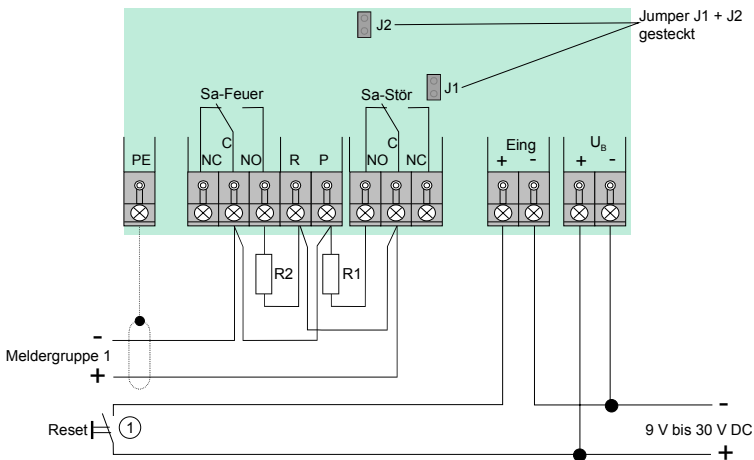 J2
Jumper J1 + J2
gesteckt
J1
Sa-Feuer
Sa-Stör
PE
NC
C
NO
R
P
NO
C
NC
Eing
+ -
U_B
+ -
R2
R1
-
Meldergruppe 1
+
Reset
1
-
9 V bis 30 V DC
+